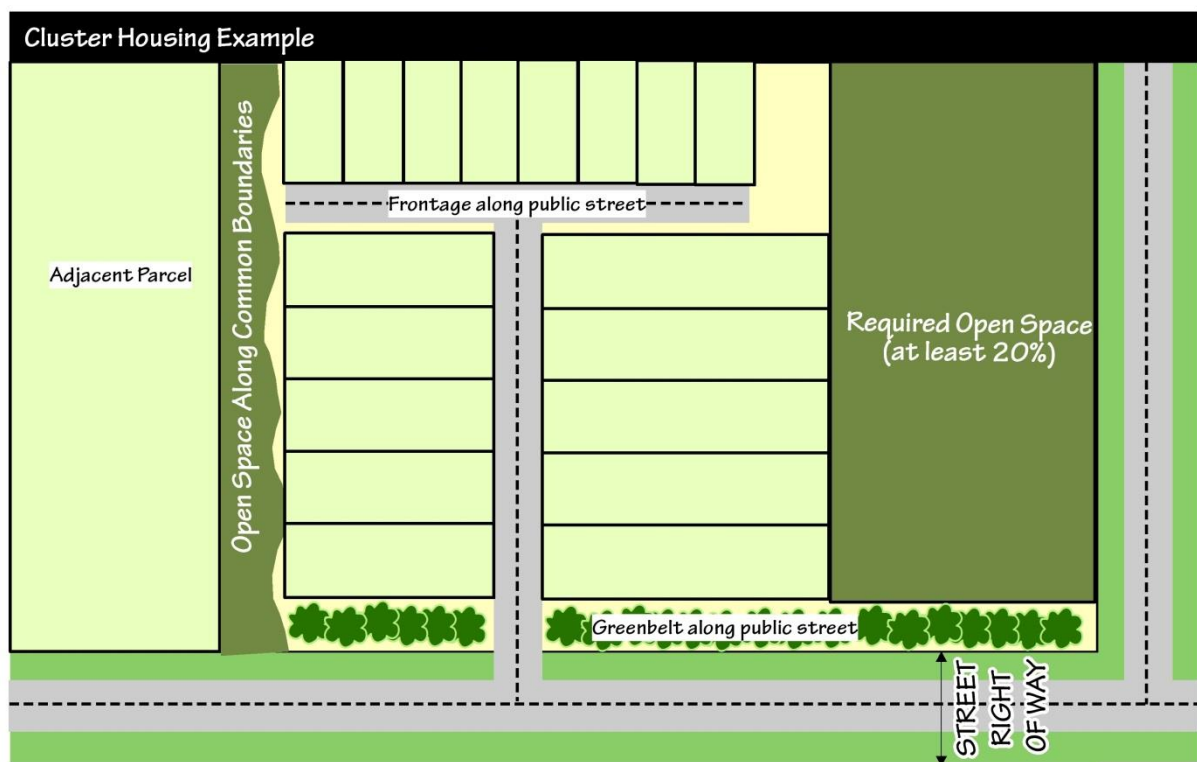 Cluster Housing Example
Open Space Along Common Boundaries
Frontage along public street
Adjacent Parcel
Required Open Space
(at least 20%)
Greenbelt along public street
STREET
RIGHT
OF WAY